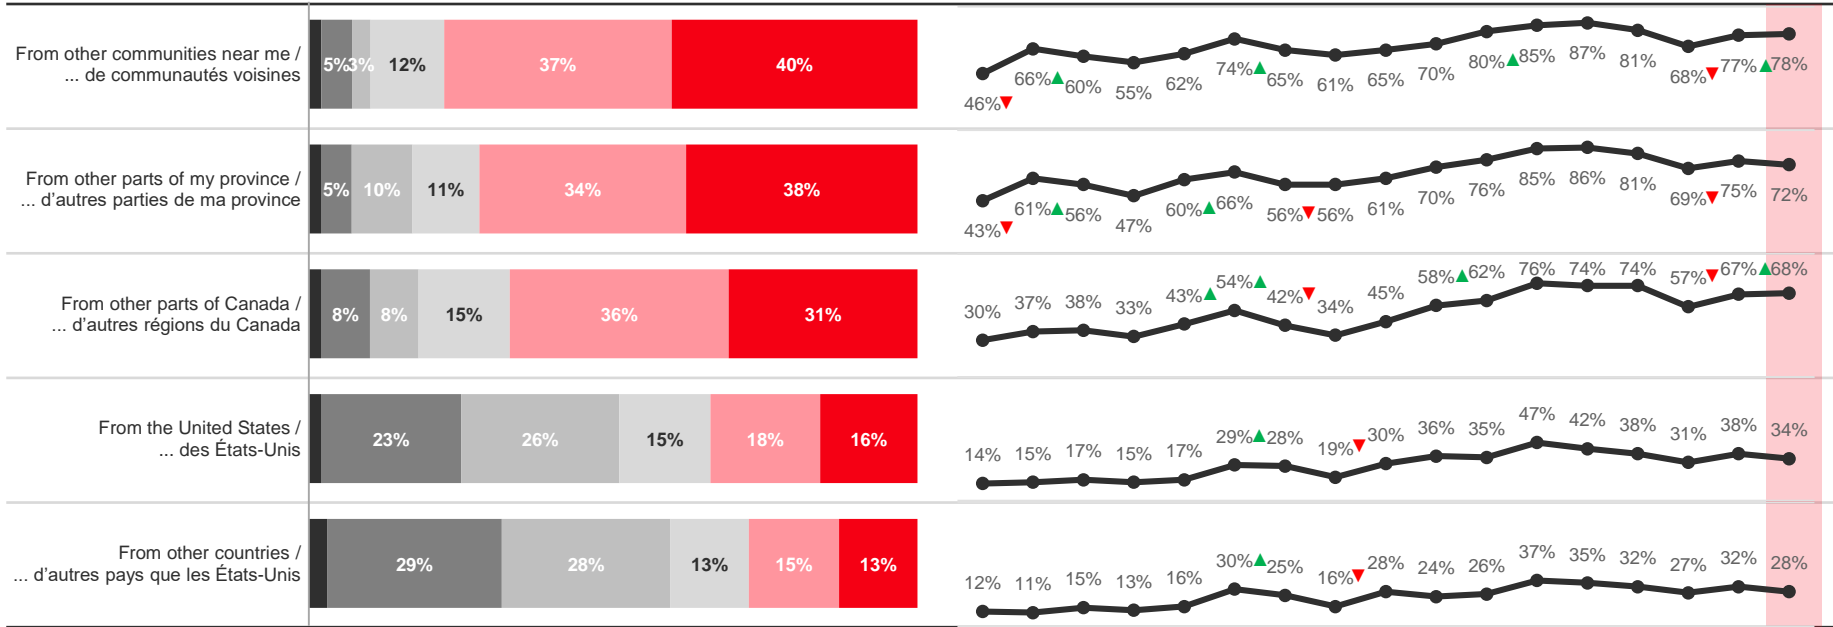 From other communities near me /
... de communautés voisines
5% 3% 12% 37% 40%
46%▼ 66%▲ 60% 55% 62% 74%▲ 65% 61% 65% 70% 80%▲ 85% 87% 81% 68%▼ 77%▲ 78%
From other parts of my province /
... d'autres parties de ma province
5% 10% 11% 34% 38%
43%▼ 61%▲ 56% 47% 60%▲ 66% 56%▼ 56% 61% 70% 76% 85% 86% 81% 69%▼ 75% 72%
From other parts of Canada /
... d'autres régions du Canada
8% 8% 15% 36% 31%
30% 37% 38% 33% 43%▲ 54%▲ 42%▼ 34% 45% 58%▲ 62% 76% 74% 74% 57%▼ 67%▲ 68%
From the United States /
... des États-Unis
23% 26% 15% 18% 16%
14% 15% 17% 15% 17% 29%▲ 28% 19%▼ 30% 36% 35% 47% 42% 38% 31% 38% 34%
From other countries /
... d'autres pays que les États-Unis
29% 28% 13% 15% 13%
12% 11% 15% 13% 16% 30%▲ 25% 16%▼ 28% 24% 26% 37% 35% 32% 27% 32% 28%